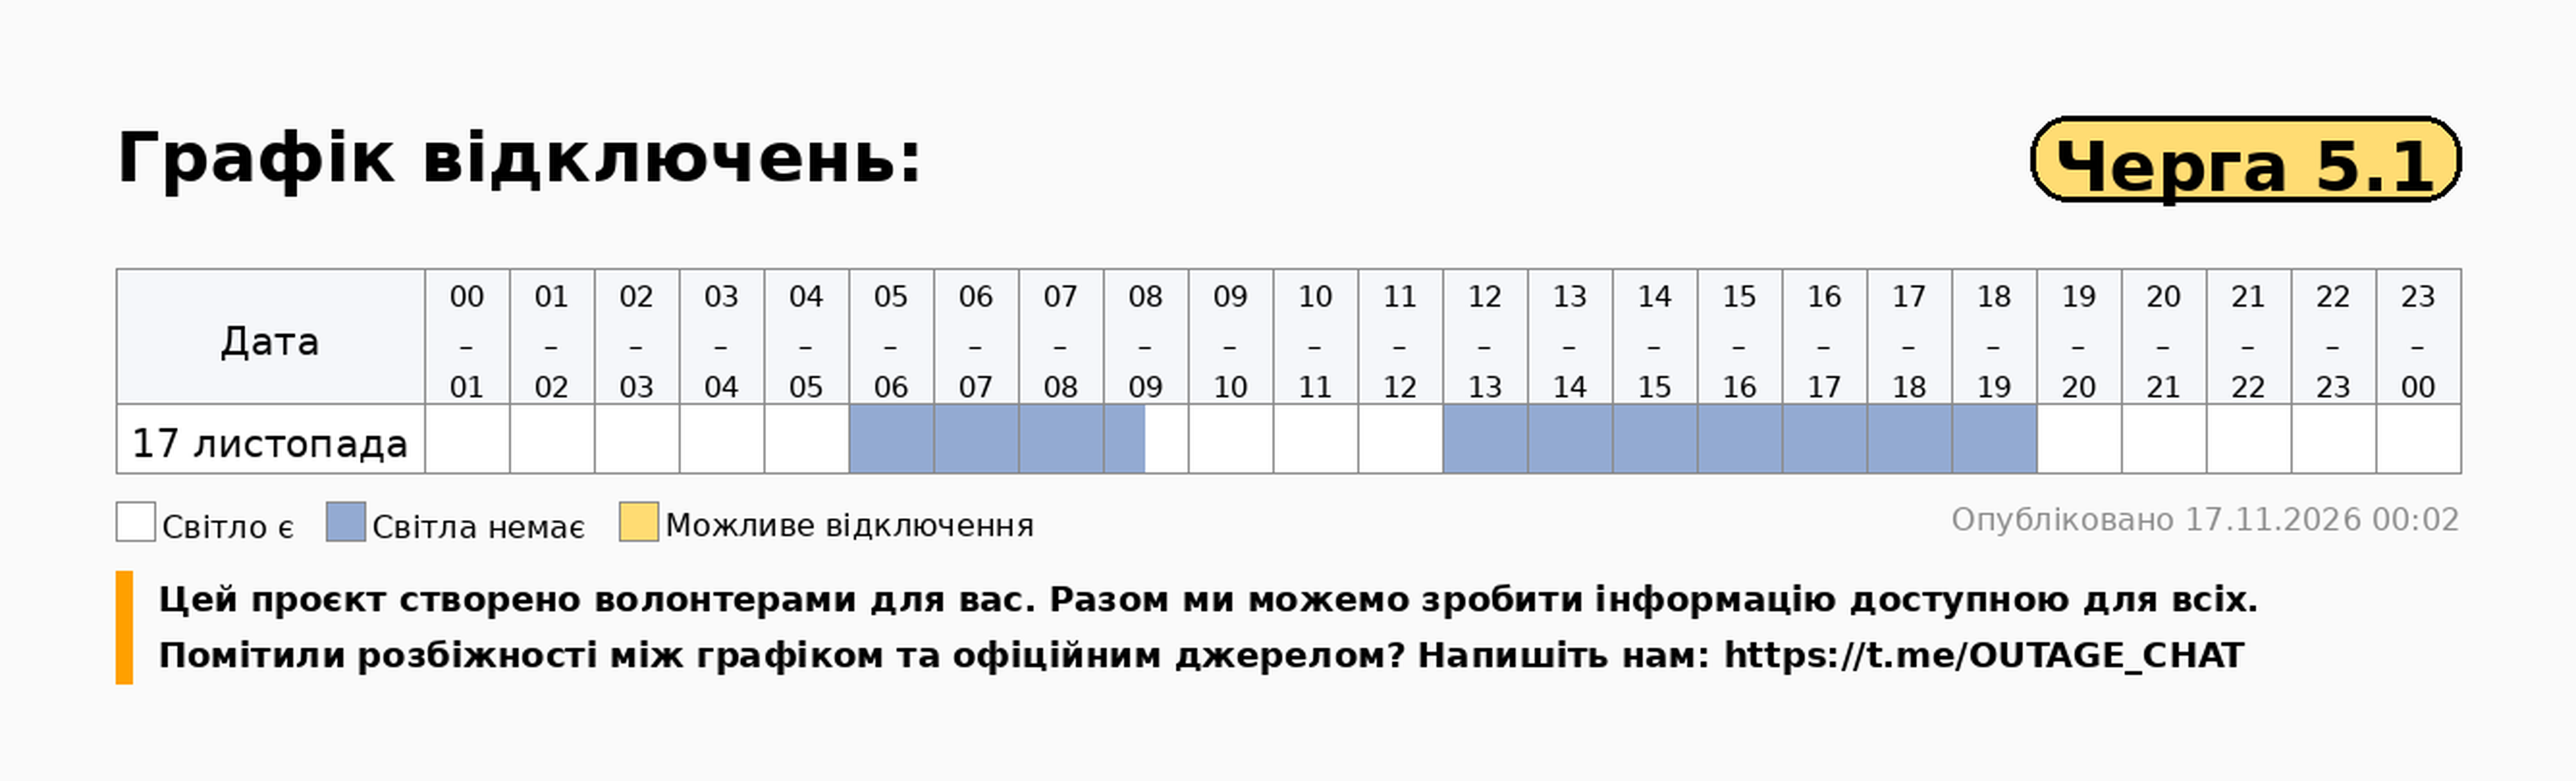 Графік відключень:
Черга 5.1
Дата
00 – 01
01 – 02
02 – 03
03 – 04
04 – 05
05 – 06
06 – 07
07 – 08
08 – 09
09 – 10
10 – 11
11 – 12
12 – 13
13 – 14
14 – 15
15 – 16
16 – 17
17 – 18
18 – 19
19 – 20
20 – 21
21 – 22
22 – 23
23 – 00
17 листопада
Світло є
Світла немає
Можливе відключення
Опубліковано 17.11.2026 00:02
Цей проєкт створено волонтерами для вас. Разом ми можемо зробити інформацію доступною для всіх.
Помітили розбіжності між графіком та офіційним джерелом? Напишіть нам: https://t.me/OUTAGE_CHAT